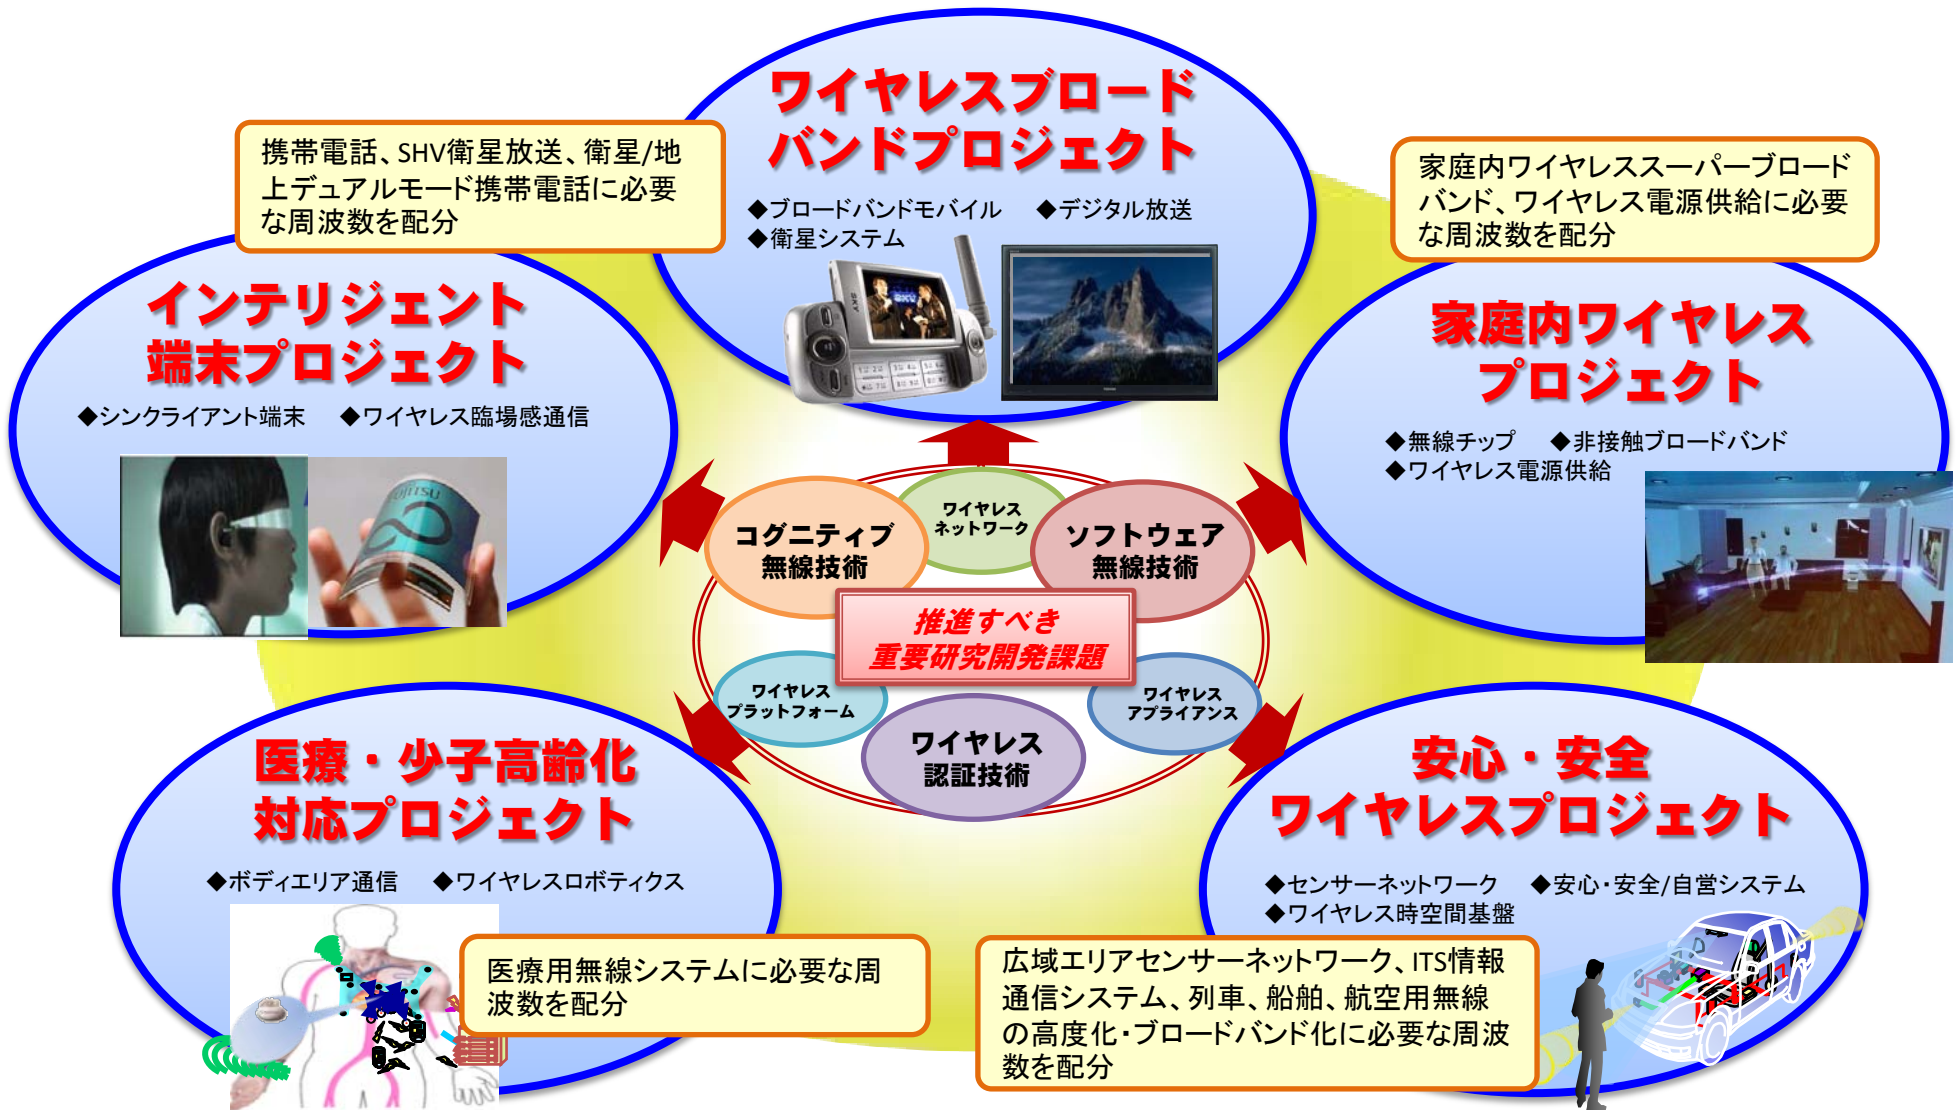 ワイヤレスブロード
バンドプロジェクト
◆ブロードバンドモバイル ◆デジタル放送
◆衛星システム
携帯電話、SHV衛星放送、衛星/地
上デュアルモード携帯電話に必要
な周波数を配分
家庭内ワイヤレススーパーブロード
バンド、ワイヤレス電源供給に必要
な周波数を配分
インテリジェント
端末プロジェクト
◆シンクライアント端末 ◆ワイヤレス臨場感通信
FUJITSU
SKY
家庭内ワイヤレス
プロジェクト
◆無線チップ ◆非接触ブロードバンド
◆ワイヤレス電源供給
コグニティブ
無線技術
ワイヤレス
ネットワーク
ソフトウェア
無線技術
推進すべき
重要研究開発課題
ワイヤレス
プラットフォーム
ワイヤレス
認証技術
ワイヤレス
アプライアンス
医療・少子高齢化
対応プロジェクト
◆ボディエリア通信 ◆ワイヤレスロボティクス
医療用無線システムに必要な周
波数を配分
安心・安全
ワイヤレスプロジェクト
◆センサーネットワーク ◆安心・安全/自営システム
◆ワイヤレス時空間基盤
広域エリアセンサーネットワーク、ITS情報
通信システム、列車、船舶、航空用無線
の高度化・ブロードバンド化に必要な周波
数を配分